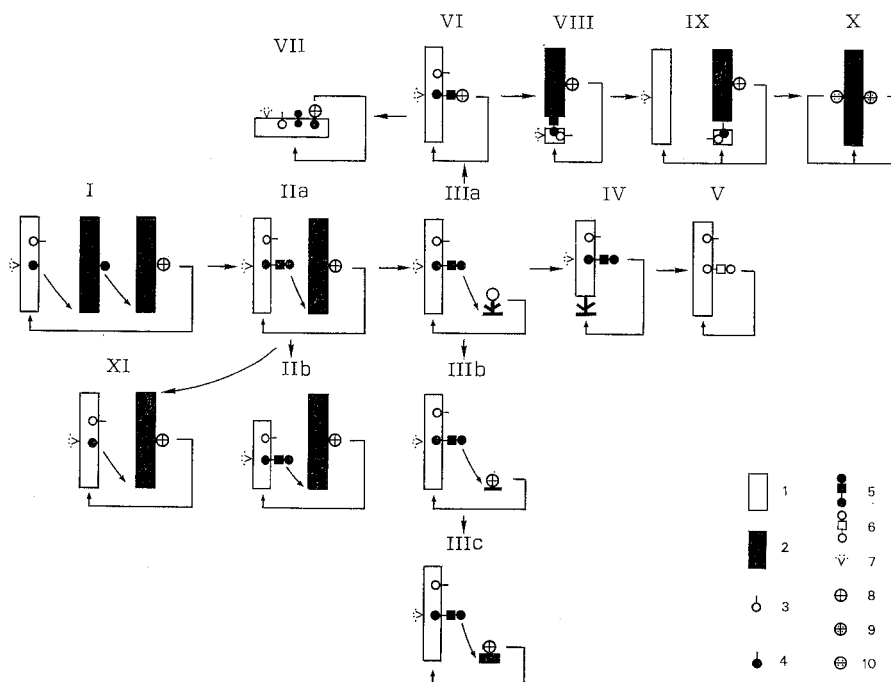 VI VIII IX X
VII
I IIa IIIa IV V
XI IIb IIIb
IIIc
1 5
6
2 7
3 8
9
4 10